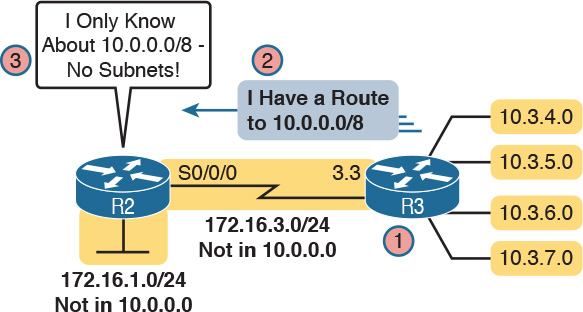 I Only Know
About 10.0.0.0/8 -
No Subnets!
3
2
I Have a Route
to 10.0.0.0/8
10.3.4.0
10.3.5.0
10.3.6.0
10.3.7.0
S0/0/0
3.3
R2
R3
1
172.16.3.0/24
Not in 10.0.0.0
172.16.1.0/24
Not in 10.0.0.0